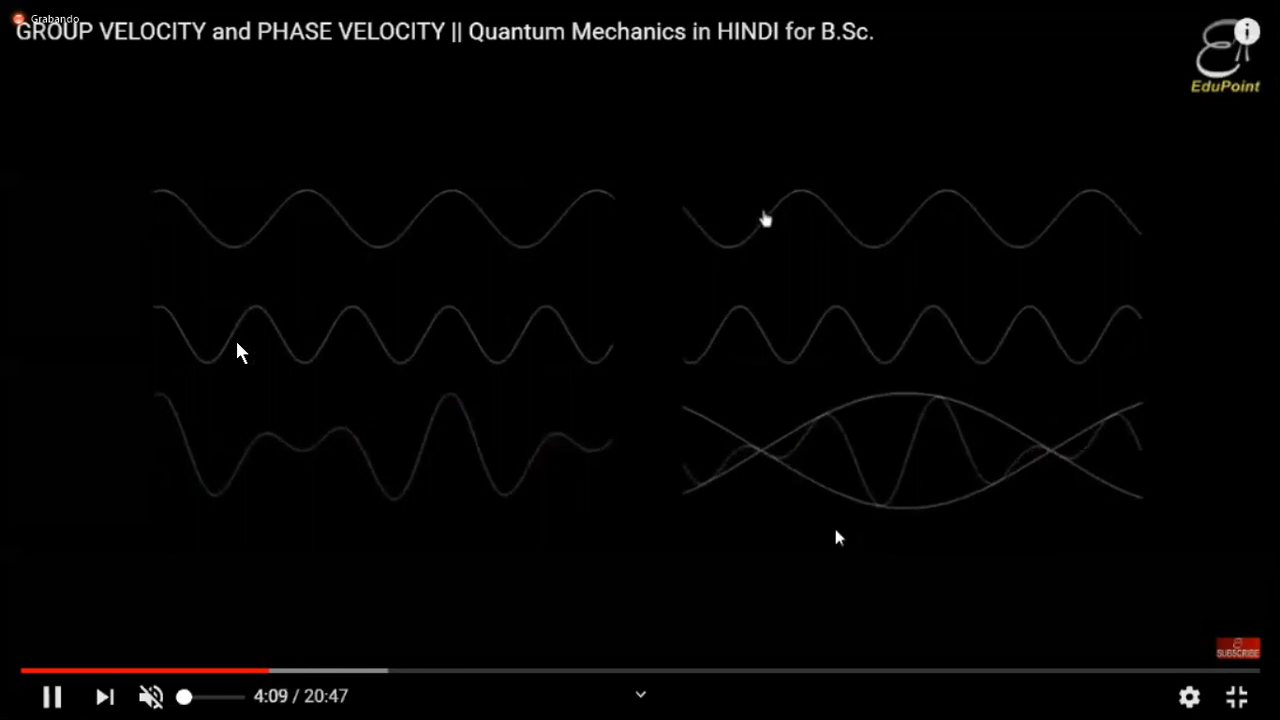 Grabando
GROUP VELOCITY and PHASE VELOCITY || Quantum Mechanics in HINDI for B.Sc.
i
EduPoint
SUBSCRIBE
4:09 / 20:47